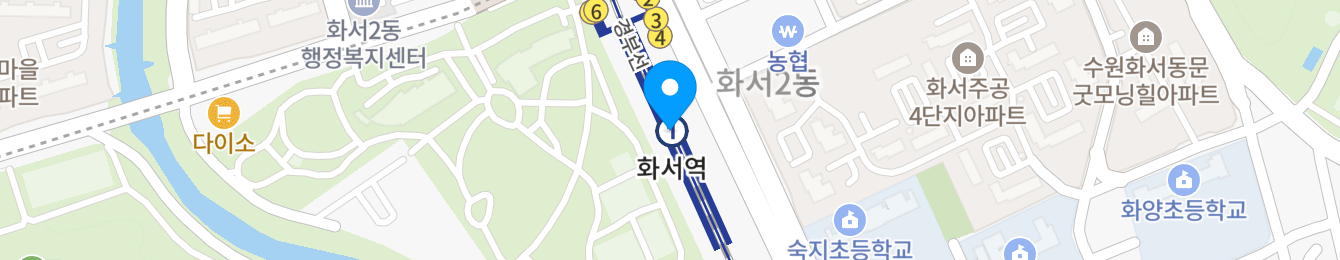 6
2
3
4
경부선
화서2동
행정복지센터
농협
화서2동
마을
파트
다이소
화서역
화서주공
4단지아파트
수원화서동문
굿모닝힐아파트
화양초등학교
숙지초등학교